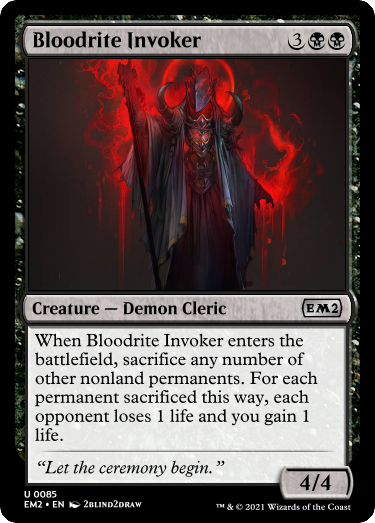 Bloodrite Invoker 3
Creature — Demon Cleric EM2
When Bloodrite Invoker enters the
battlefield, sacrifice any number of
other nonland permanents. For each
permanent sacrificed this way, each
opponent loses 1 life and you gain 1
life.
“Let the ceremony begin.”
4/4
U 0085
EM2 • EN 2BLIND2DRAW
™ & © 2021 Wizards of the Coast